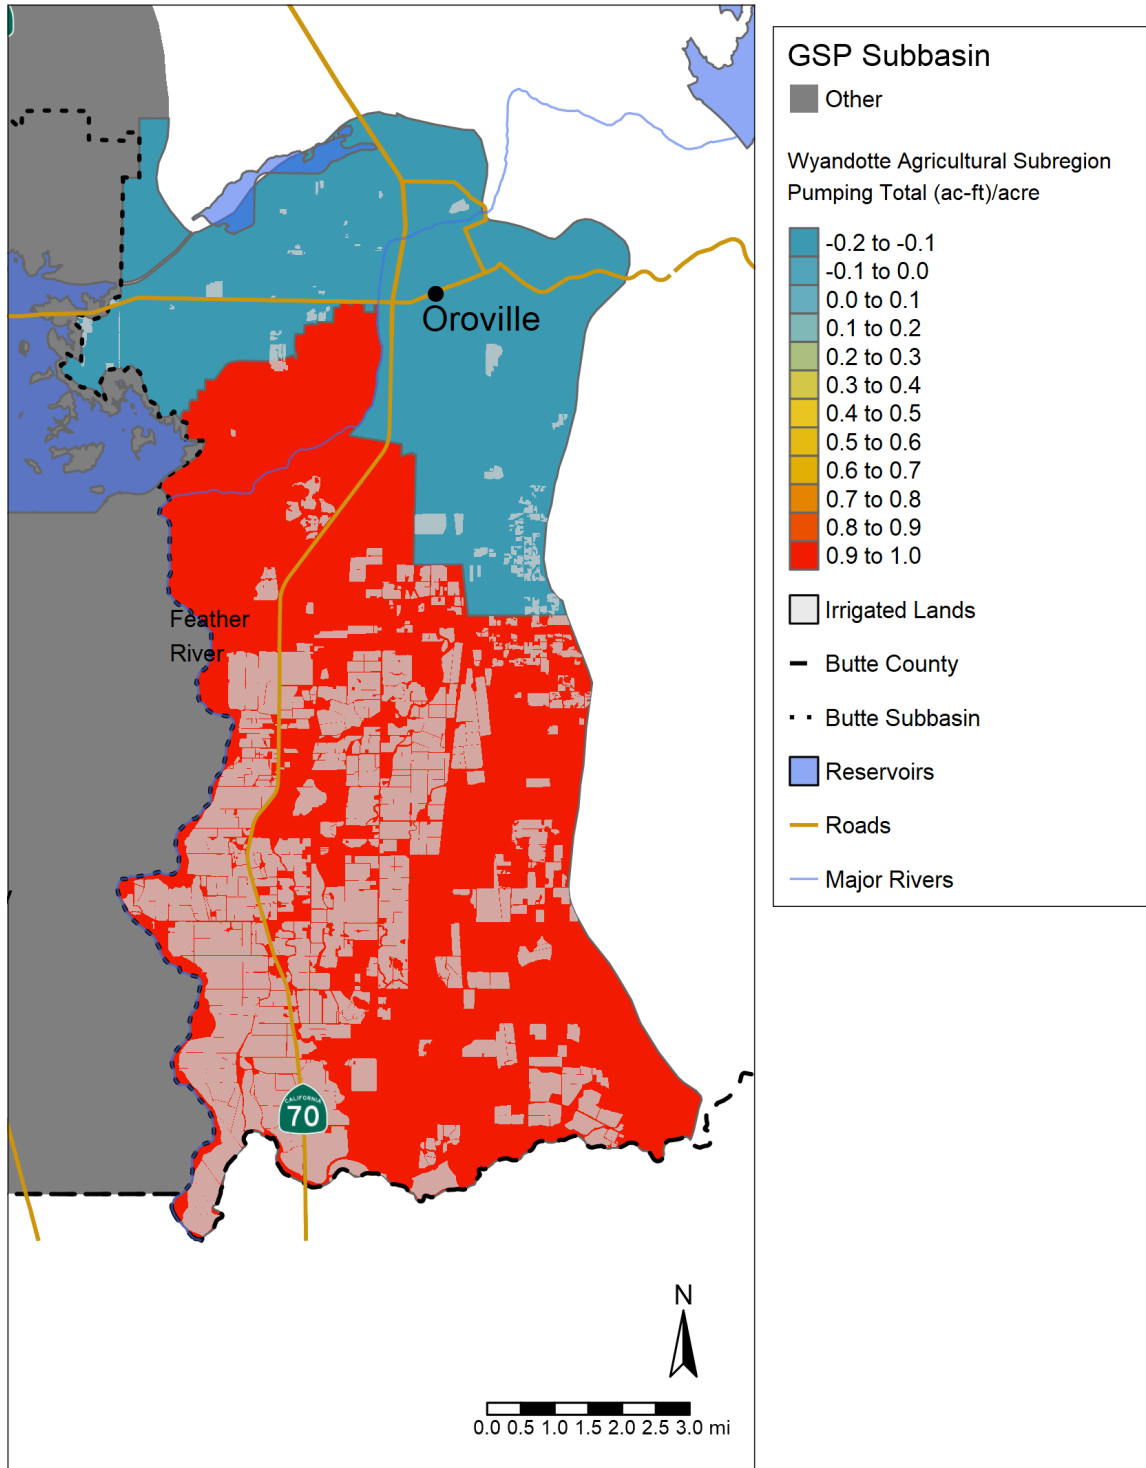 GSP Subbasin
Other
Wyandotte Agricultural Subregion
Pumping Total (ac-ft)/acre
-0.2 to -0.1
-0.1 to 0.0
0.0 to 0.1
0.1 to 0.2
0.2 to 0.3
0.3 to 0.4
0.4 to 0.5
0.5 to 0.6
0.6 to 0.7
0.7 to 0.8
0.8 to 0.9
0.9 to 1.0
Irrigated Lands
Butte County
Butte Subbasin
Reservoirs
Roads
Major Rivers
Oroville
Feather
River
CALIFORNIA
70
N
0.0 0.5 1.0 1.5 2.0 2.5 3.0 mi